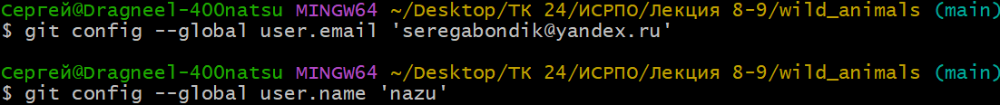 Сергей@Dragneel-400natsu MINGW64 ~/Desktop/ТК 24/ИСРПО/Лекция 8-9/wild_animals (main)
$ git config --global user.email 'seregabondik@yandex.ru'
Сергей@Dragneel-400natsu MINGW64 ~/Desktop/ТК 24/ИСРПО/Лекция 8-9/wild_animals (main)
$ git config --global user.name 'nazu'